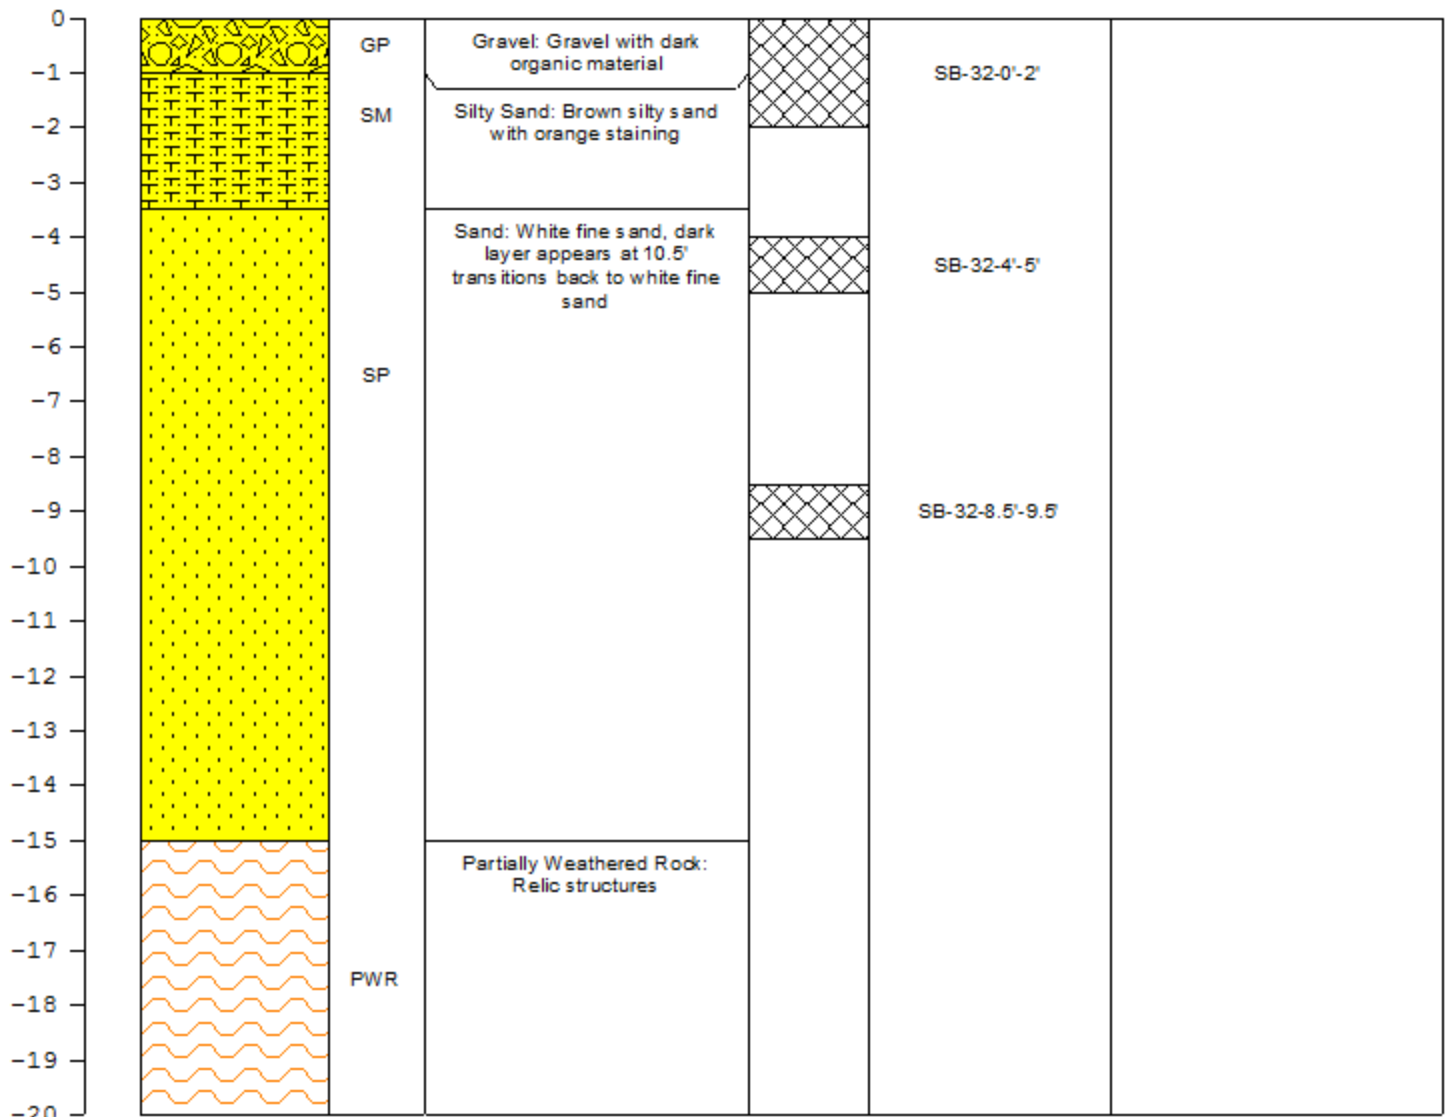 0
-1
-2
-3
-4
-5
-6
-7
-8
-9
-10
-11
-12
-13
-14
-15
-16
-17
-18
-19
-20
GP
SM
SP
PWR
Gravel: Gravel with dark
organic material
Silty Sand: Brown silty sand
with orange staining
Sand: White fine sand, dark
layer appears at 10.5'
transitions back to white fine
sand
Partially Weathered Rock:
Relic structures
SB-32-0'-2'
SB-32-4'-5'
SB-32-8.5'-9.5'